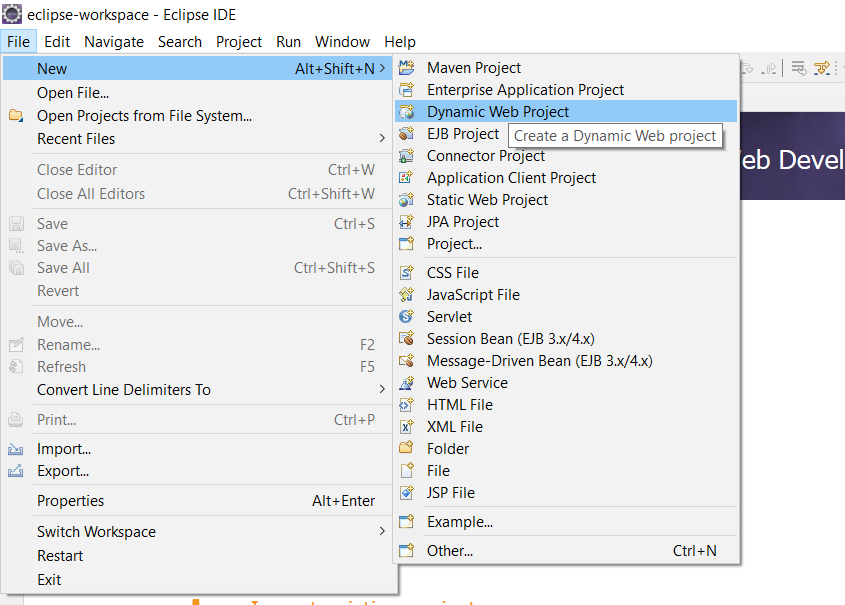 eclipse-workspace - Eclipse IDE
File Edit Navigate Search Project Run Window Help
New Alt+Shift+N >
Open File...
Open Projects from File System...
Recent Files >
Close Editor Ctrl+W
Close All Editors Ctrl+Shift+W
Save Ctrl+S
Save As...
Save All Ctrl+Shift+S
Revert
Move...
Rename... F2
Refresh F5
Convert Line Delimiters To >
Print... Ctrl+P
Import...
Export...
Properties Alt+Enter
Switch Workspace >
Restart
Exit
Maven Project
Enterprise Application Project
Dynamic Web Project
EJB Project
Create a Dynamic Web project
Connector Project
Application Client Project
Static Web Project
JPA Project
Project...
CSS File
JavaScript File
Servlet
Session Bean (EJB 3.x/4.x)
Message-Driven Bean (EJB 3.x/4.x)
Web Service
HTML File
XML File
Folder
File
JSP File
Example...
Other... Ctrl+N
eb Devel